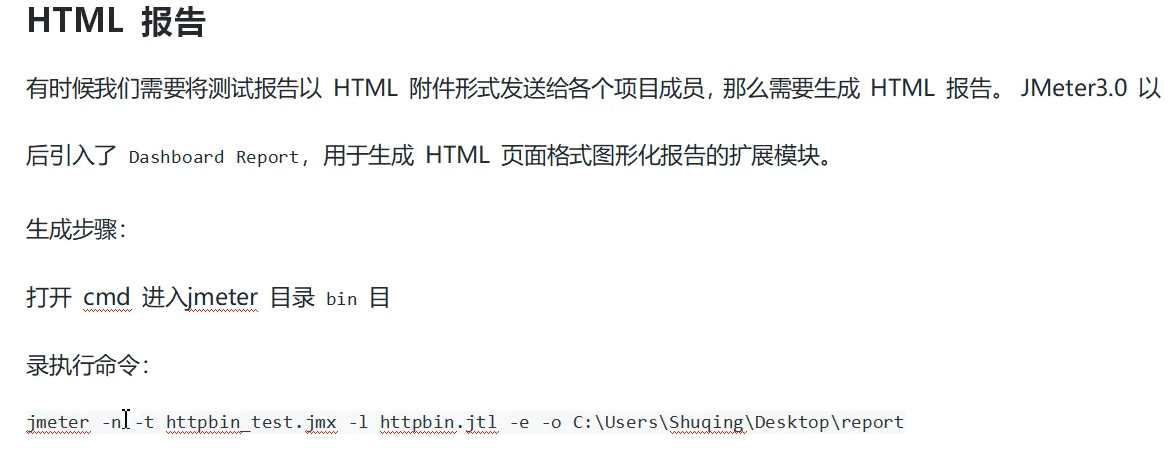 HTML 报告
有时候我们需要将测试报告以 HTML 附件形式发送给各个项目成员，那么需要生成 HTML 报告。 JMeter3.0 以
后引入了 Dashboard Report，用于生成 HTML 页面格式图形化报告的扩展模块。
生成步骤：
打开 cmd 进入jmeter 目录 bin 目
录执行命令：
jmeter -n -t httpbin_test.jmx -l httpbin.jtl -e -o C:\Users\Shuqing\Desktop\report